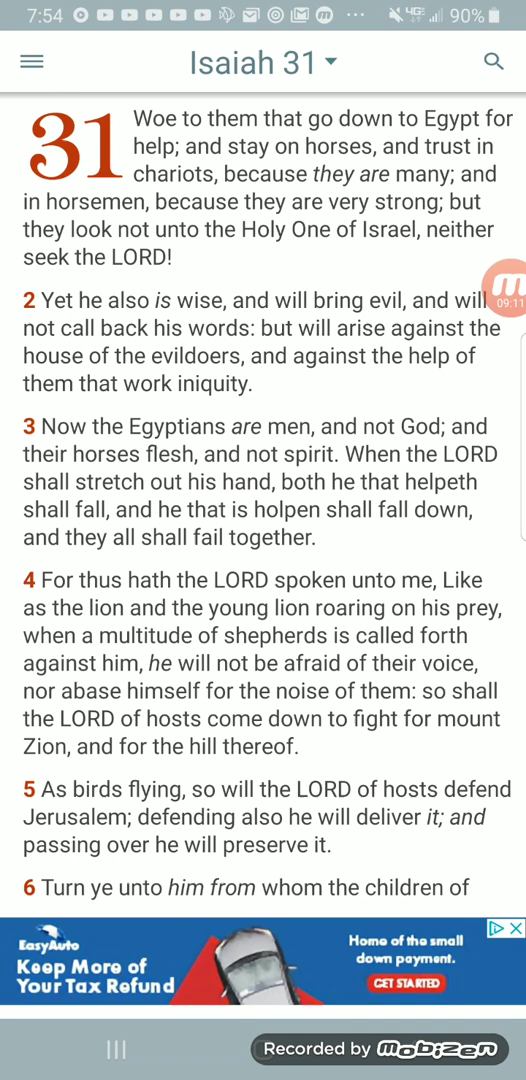 7:54
4GE 90%
Isaiah 31
31 Woe to them that go down to Egypt for
help; and stay on horses, and trust in
chariots, because they are many; and
in horsemen, because they are very strong; but
they look not unto the Holy One of Israel, neither
seek the LORD!
2 Yet he also is wise, and will bring evil, and will
09:11
not call back his words: but will arise against the
house of the evildoers, and against the help of
them that work iniquity.
3 Now the Egyptians are men, and not God; and
their horses flesh, and not spirit. When the LORD
shall stretch out his hand, both he that helpeth
shall fall, and he that is holpen shall fall down,
and they all shall fail together.
4 For thus hath the LORD spoken unto me, Like
as the lion and the young lion roaring on his prey,
when a multitude of shepherds is called forth
against him, he will not be afraid of their voice,
nor abase himself for the noise of them: so shall
the LORD of hosts come down to fight for mount
Zion, and for the hill thereof.
5 As birds flying, so will the LORD of hosts defend
Jerusalem; defending also he will deliver it; and
passing over he will preserve it.
6 Turn ye unto him from whom the children of
EasyAuto
Keep More of
Your Tax Refund
Home of the small
down payment.
GET STARTED
Recorded by mobizen